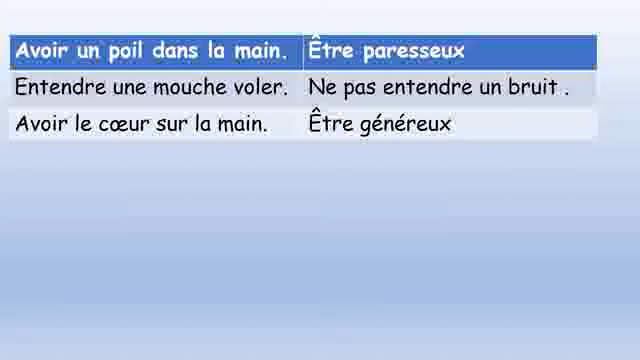 Avoir un poil dans la main. Être paresseux
Entendre une mouche voler. Ne pas entendre un bruit .
Avoir le cœur sur la main. Être généreux